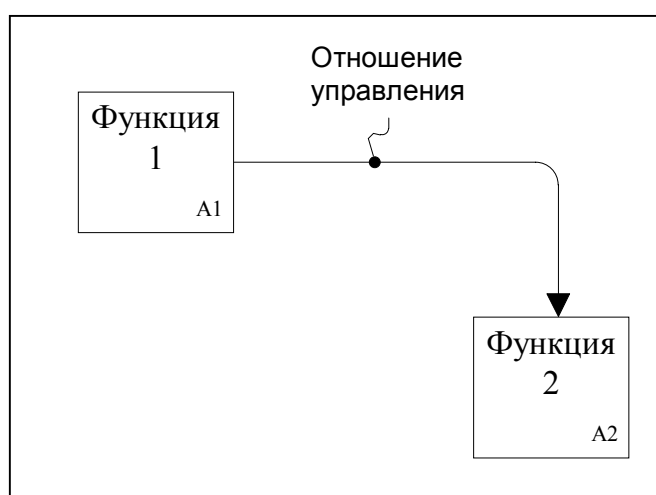 Отношение
управления
Функция
1
A1
Функция
2
A2